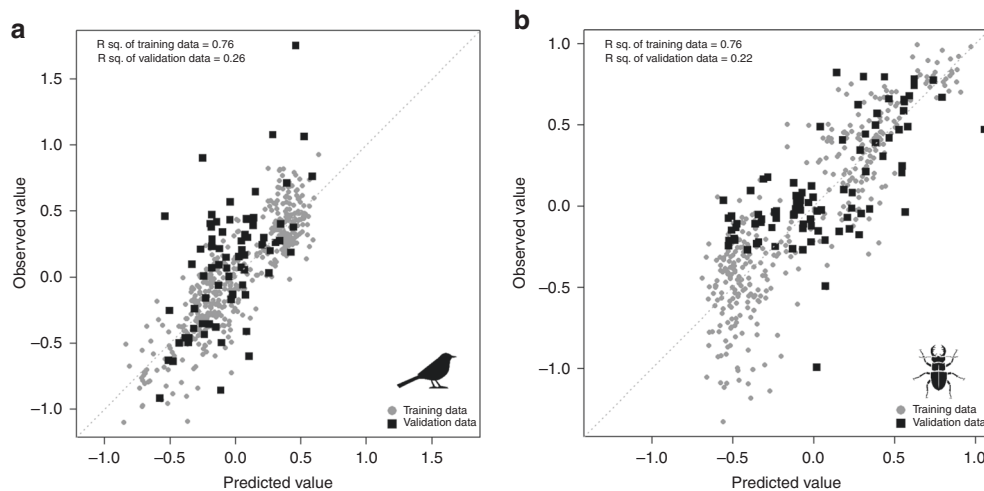 a
R sq. of training data = 0.76
R sq. of validation data = 0.26
1.5
1.0
0.5
0.0
−0.5
−1.0
Observed value
−1.0 −0.5 0.0 0.5 1.0 1.5
Predicted value
Training data
Validation data
b
R sq. of training data = 0.76
R sq. of validation data = 0.22
1.0
0.5
0.0
−0.5
−1.0
Observed value
−1.0 −0.5 0.0 0.5 1.0
Predicted value
Training data
Validation data